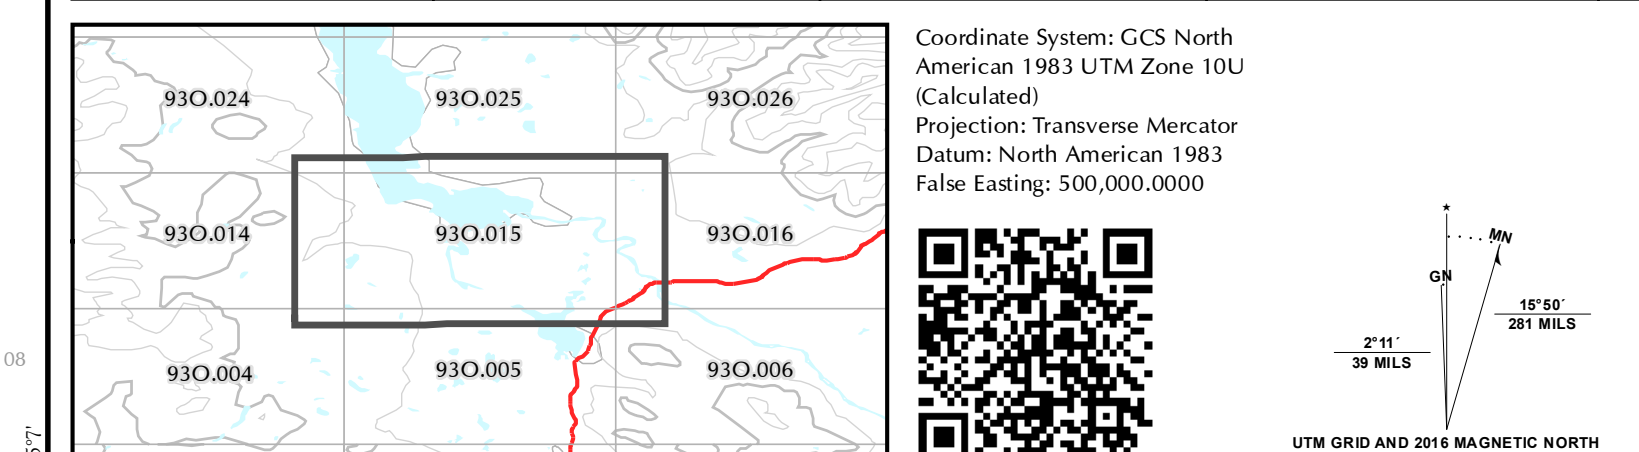 93O.024
93O.025
93O.026
93O.014
93O.015
93O.016
93O.004
93O.005
93O.006
08
5°7'
Coordinate System: GCS North
American 1983 UTM Zone 10U
(Calculated)
Projection: Transverse Mercator
Datum: North American 1983
False Easting: 500,000.0000
MN
GN
15°50´
281 MILS
2°11´
39 MILS
UTM GRID AND 2016 MAGNETIC NORTH